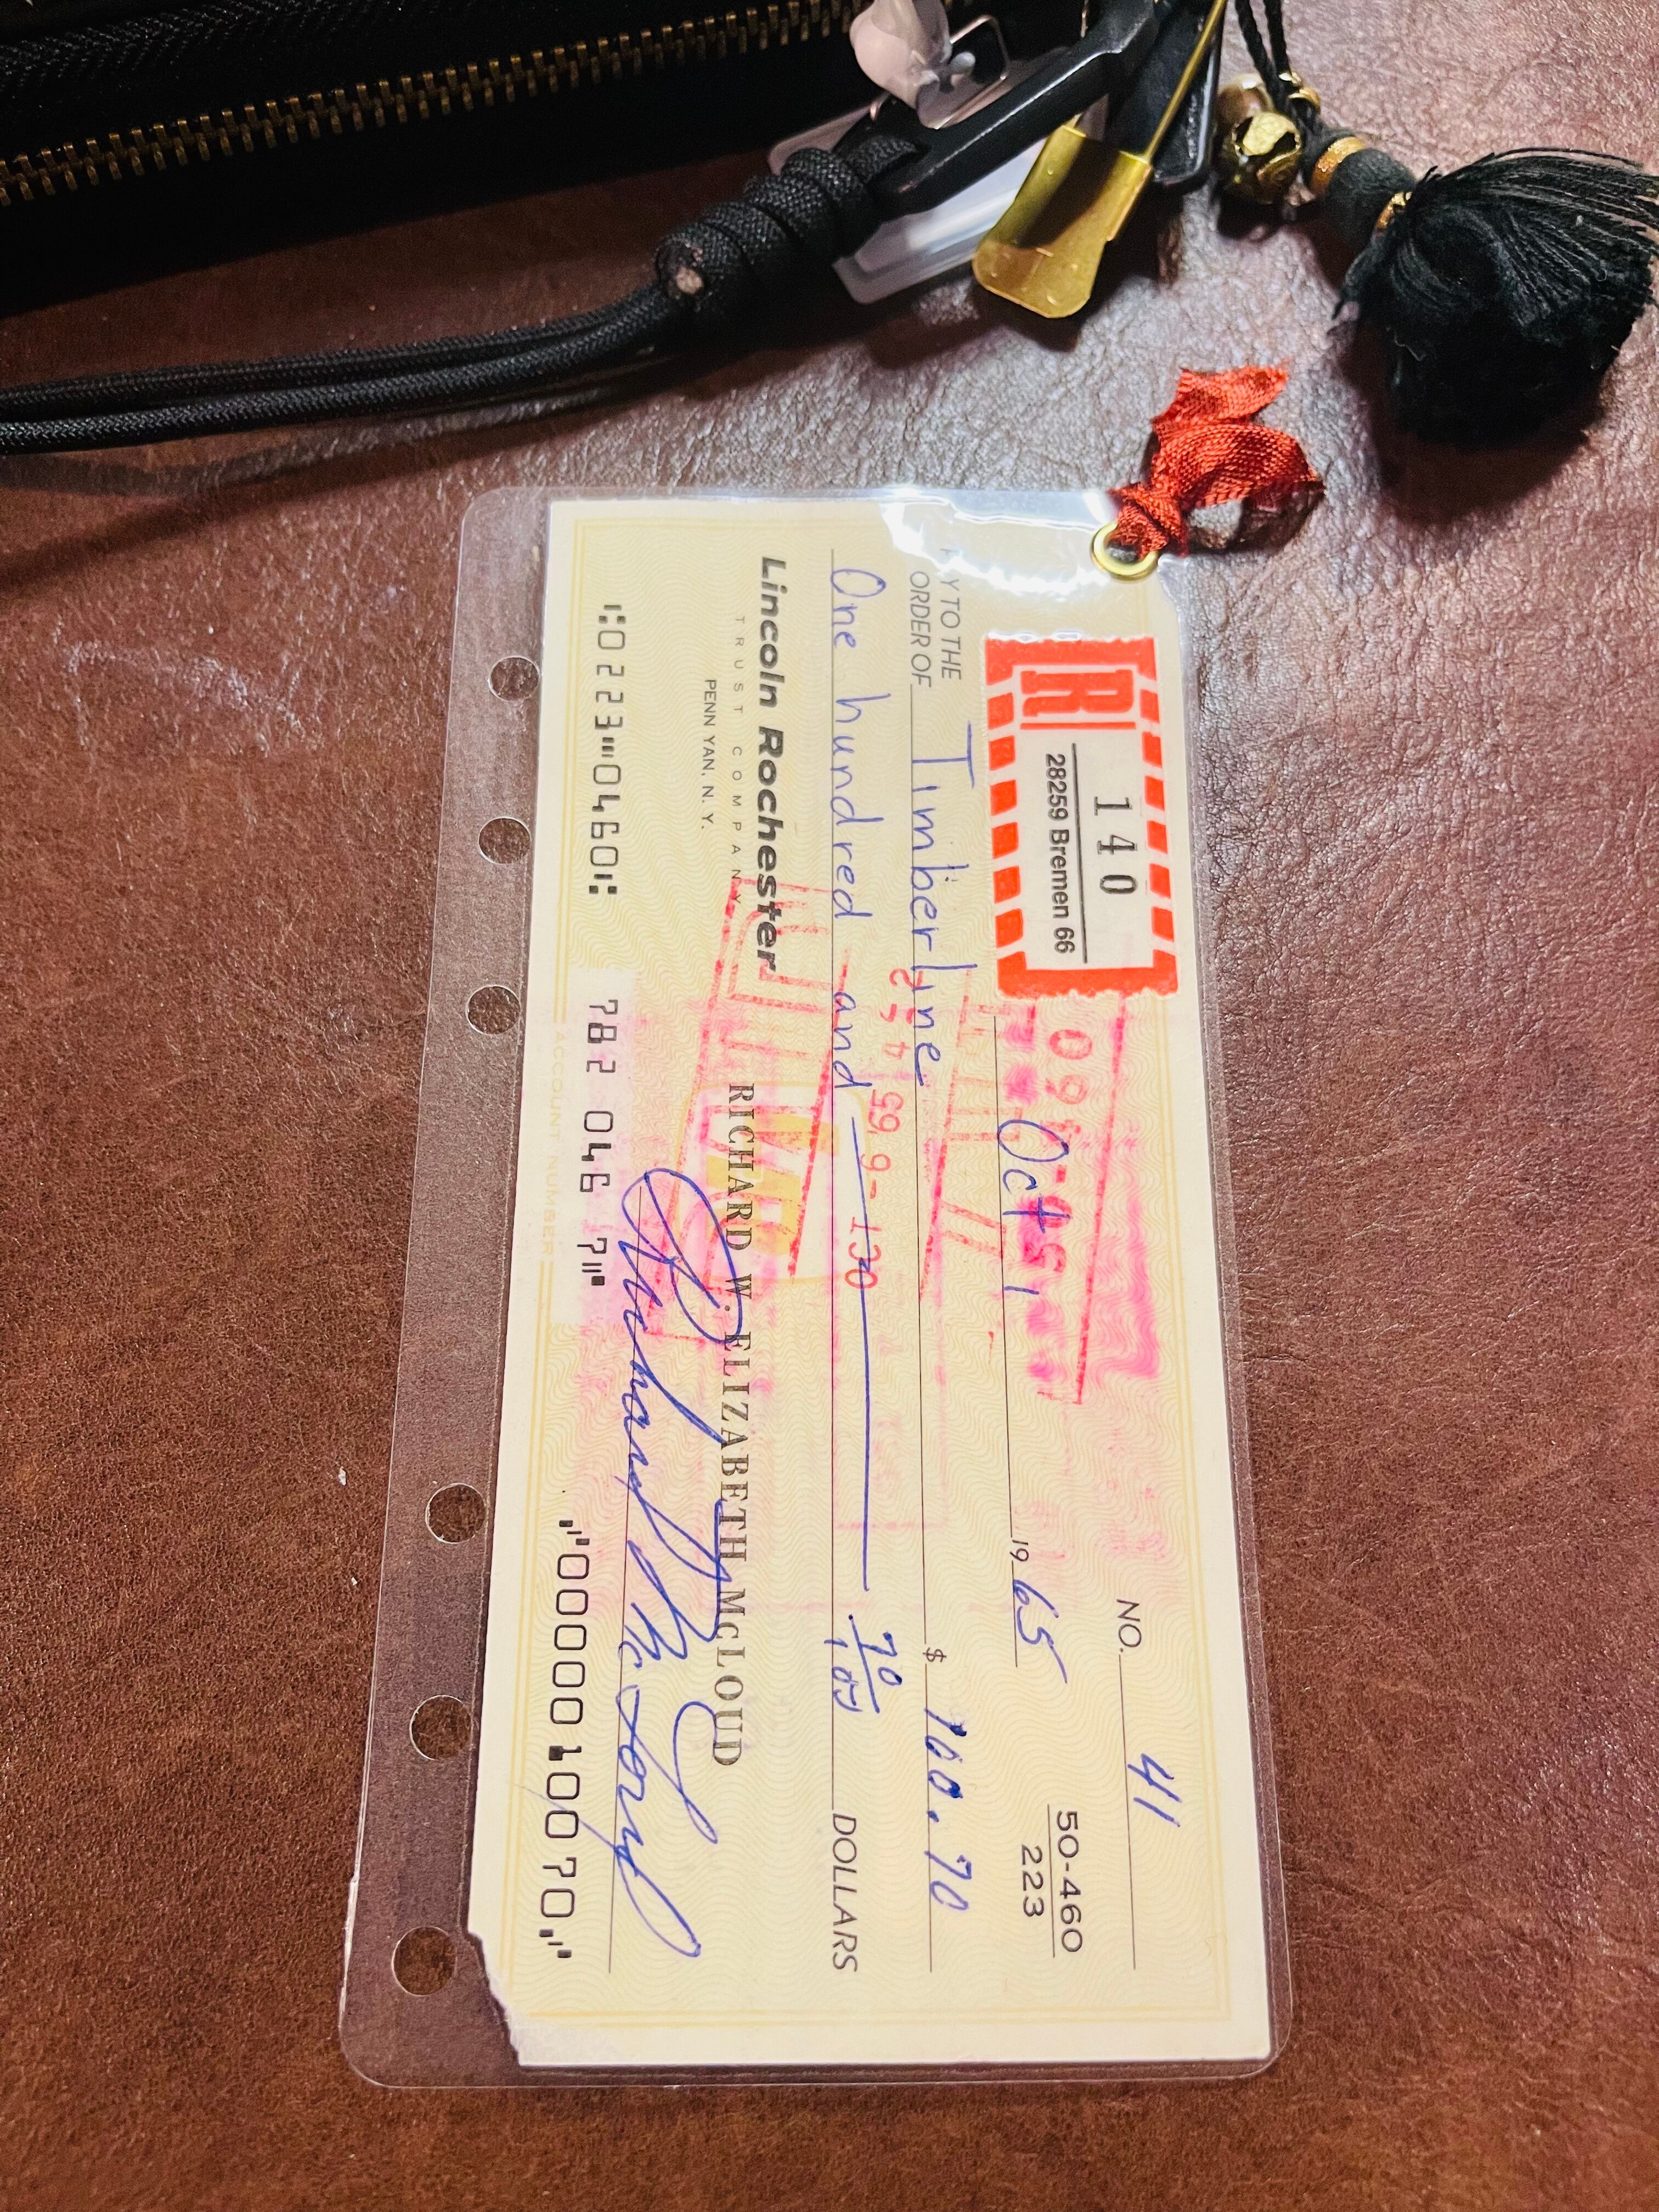 NO. 41
50-460
223
R
140
28259 Bremen 66
Oct 1, 19 65
Y TO THE
ORDER OF Timberline $ 100.70
One hundred and 70/100 DOLLARS
Lincoln Rochester
TRUST COMPANY
PENN YAN, N. Y.
RICHARD W. ELIZABETH McLOUD
ACCOUNT NUMBER
⑆0223⑉0460⑆ 782 046 7⑈ ⑇0000010070⑇